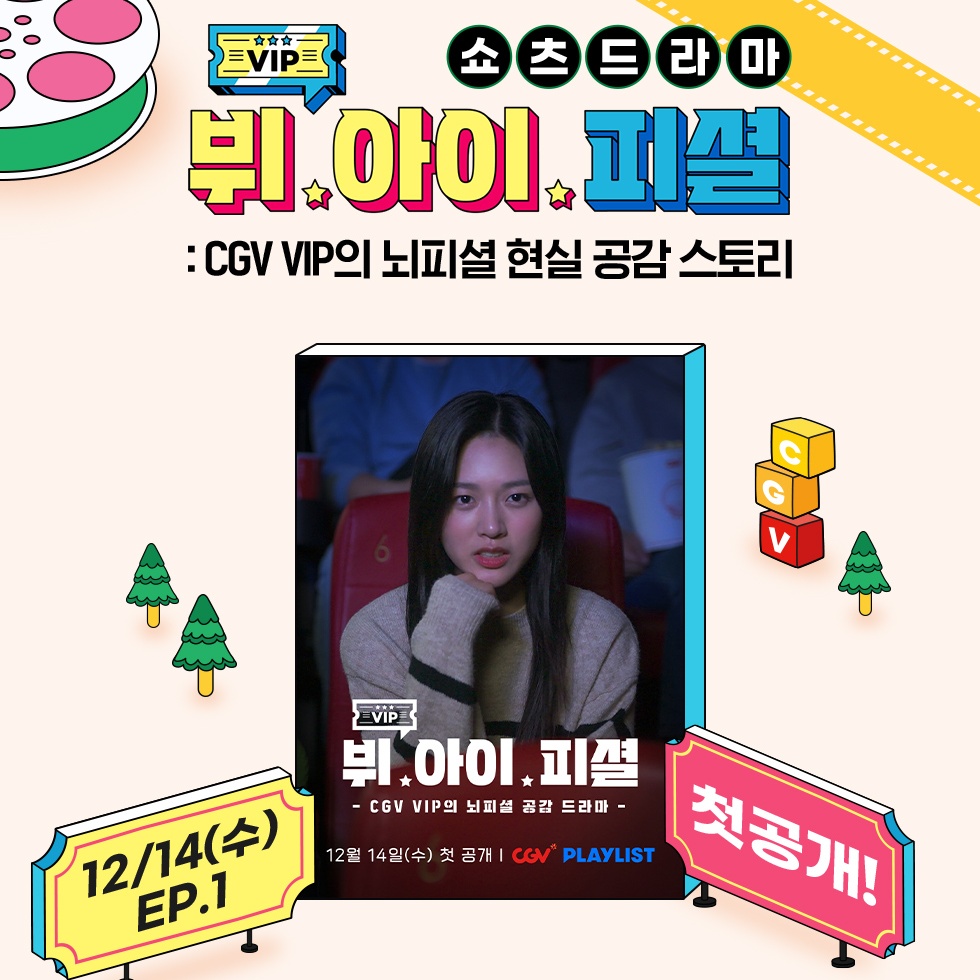 VIP
쇼츠드라마
뷔.아이.피셜
: CGV VIP의 뇌피셜 현실 공감 스토리
C
G
V
6
VIP
뷔.아이.피셜
- CGV VIP의 뇌피셜 공감 드라마 -
12월 14일(수) 첫 공개 | CGV PLAYLIST
12/14(수)
EP.1
첫공개!